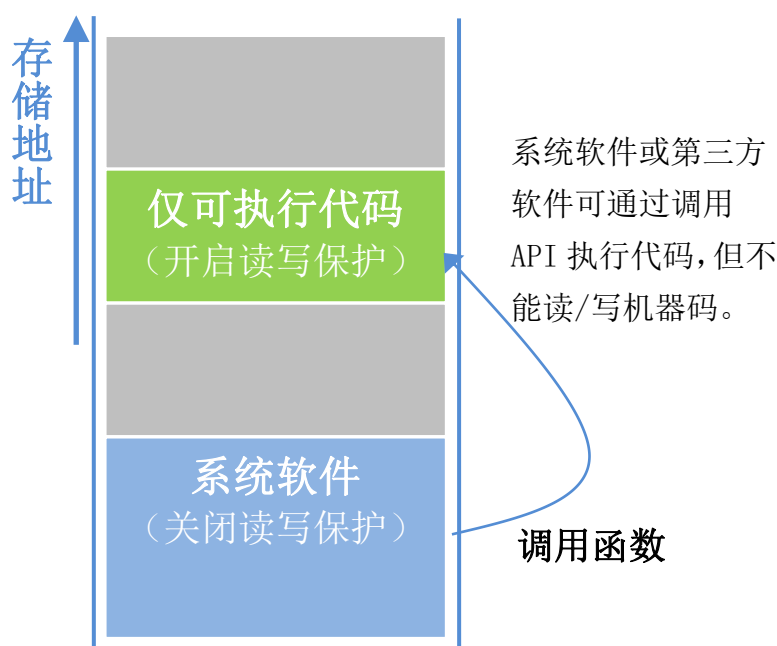 存储地址
仅可执行代码
（开启读写保护）
系统软件或第三方
软件可通过调用
API 执行代码，但不
能读/写机器码。
系统软件
（关闭读写保护）
调用函数